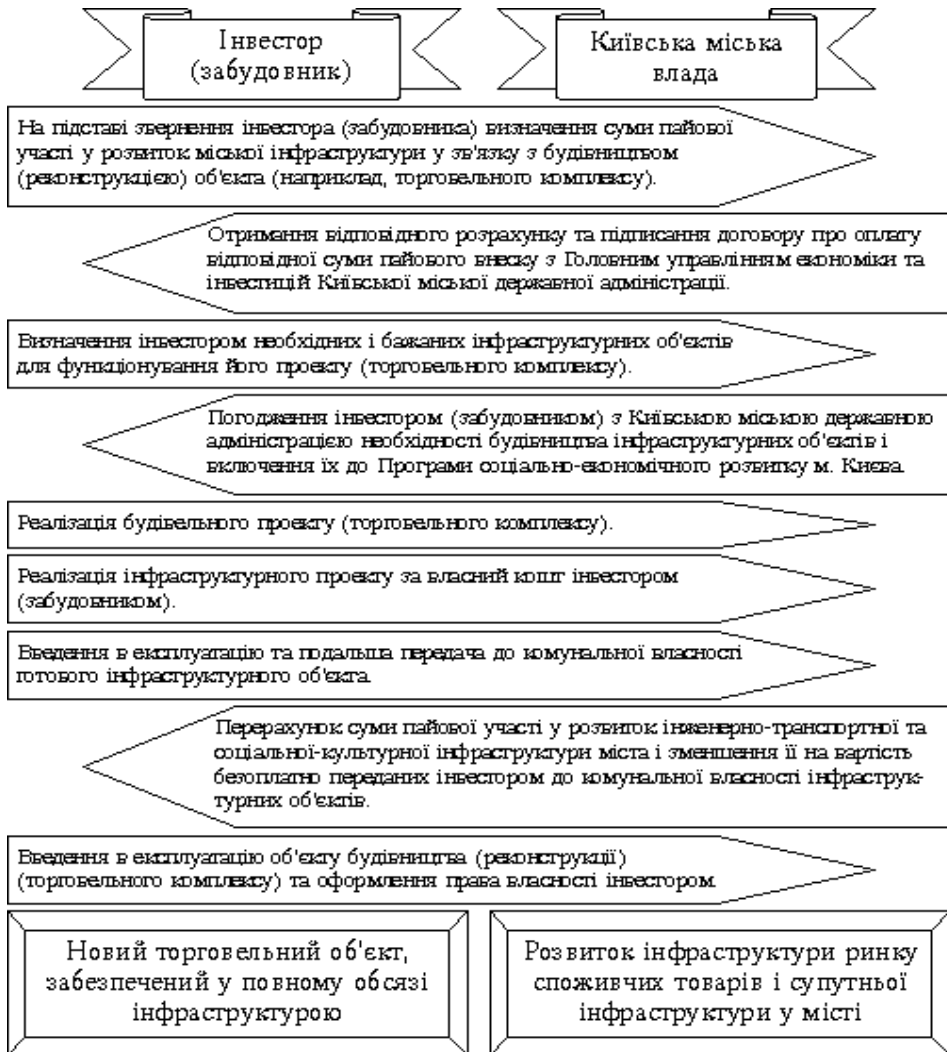 Інвестор
(забудовник)
Київська міська
влада
На підставі звернення інвестора (забудовника) визначення суми пайової
участі у розвиток міської інфраструктури у зв'язку з будівництвом
(реконструкцією) об'єкта (наприклад, торговельного комплексу).
Отримання відповідного розрахунку та підписання договору про оплату
відповідної суми пайового внеску з Головним управлінням економіки та
інвестицій Київської міської державної адміністрації.
Визначення інвестором необхідних і бажаних інфраструктурних об'єктів
для функціонування його проекту (торговельного комплексу).
Погодження інвестором (забудовником) з Київською міською державною
адміністрацією необхідності будівництва інфраструктурних об'єктів і
включення їх до Програми соціально-економічного розвитку м. Києва.
Реалізація будівельного проекту (торговельного комплексу).
Реалізація інфраструктурного проекту за власний кошт інвестором
(забудовником).
Введення в експлуатацію та подальша передача до комунальної власності
готового інфраструктурного об'єкта.
Перерахунок суми пайової участі у розвиток інженерно-транспортної та
соціальної-культурної інфраструктури міста і зменшення її на вартість
безоплатно переданих інвестором до комунальної власності інфраструк-
турних об'єктів.
Введення в експлуатацію об'єкту будівництва (реконструкції)
(торговельного комплексу) та оформлення права власності інвестором.
Новий торговельний об'єкт,
забезпечений у повному обсязі
інфраструктурою
Розвиток інфраструктури ринку
споживчих товарів і супутньої
інфраструктури у місті